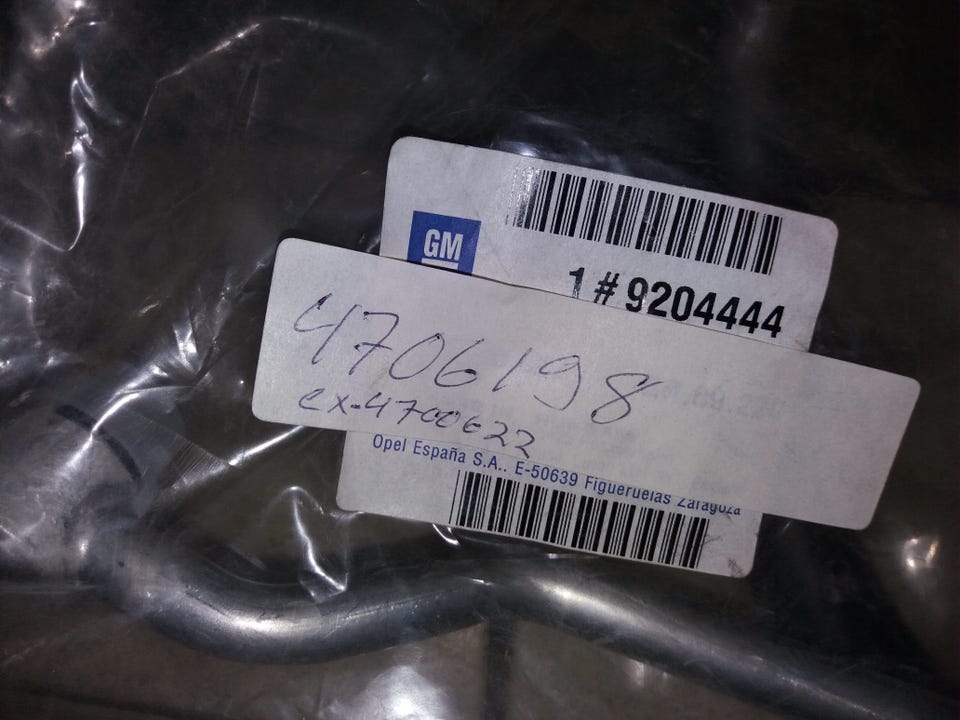 GM
1 # 9204444
4706198
ex-4700622
Opel España S.A.. E-50639 Figueruelas Zaragoza